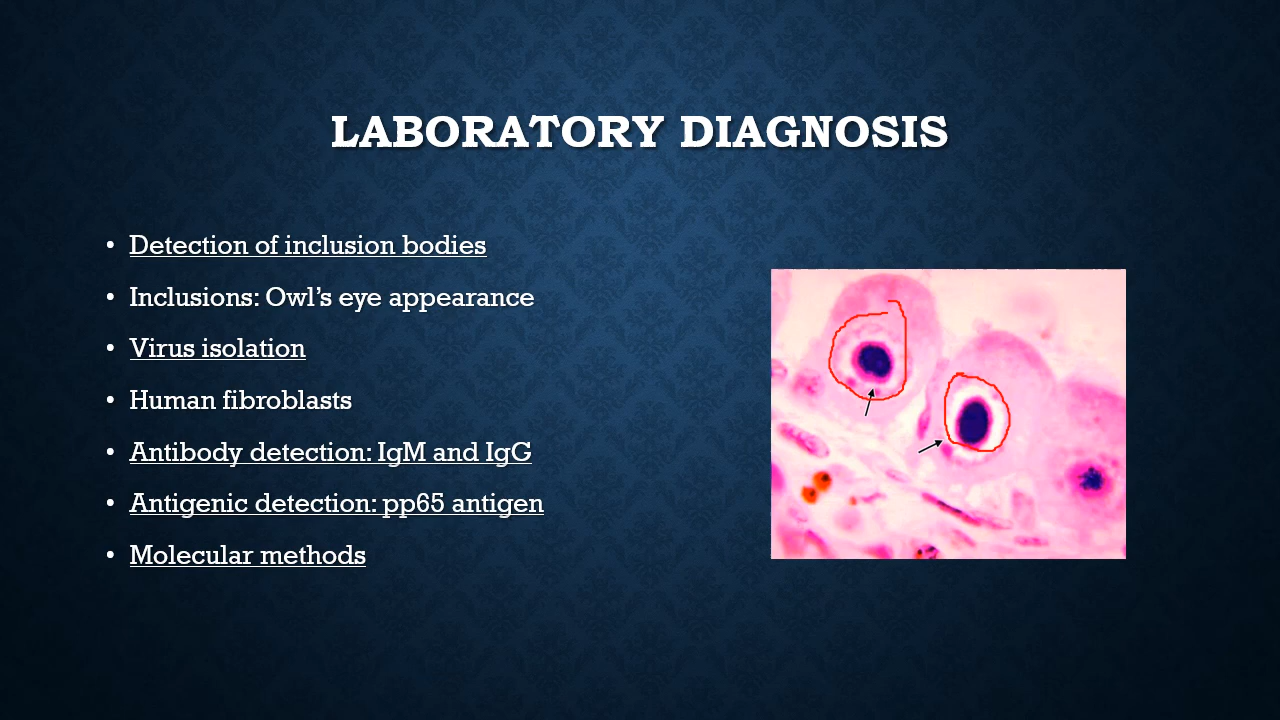 LABORATORY DIAGNOSIS
• Detection of inclusion bodies
• Inclusions: Owl’s eye appearance
• Virus isolation
• Human fibroblasts
• Antibody detection: IgM and IgG
• Antigenic detection: pp65 antigen
• Molecular methods